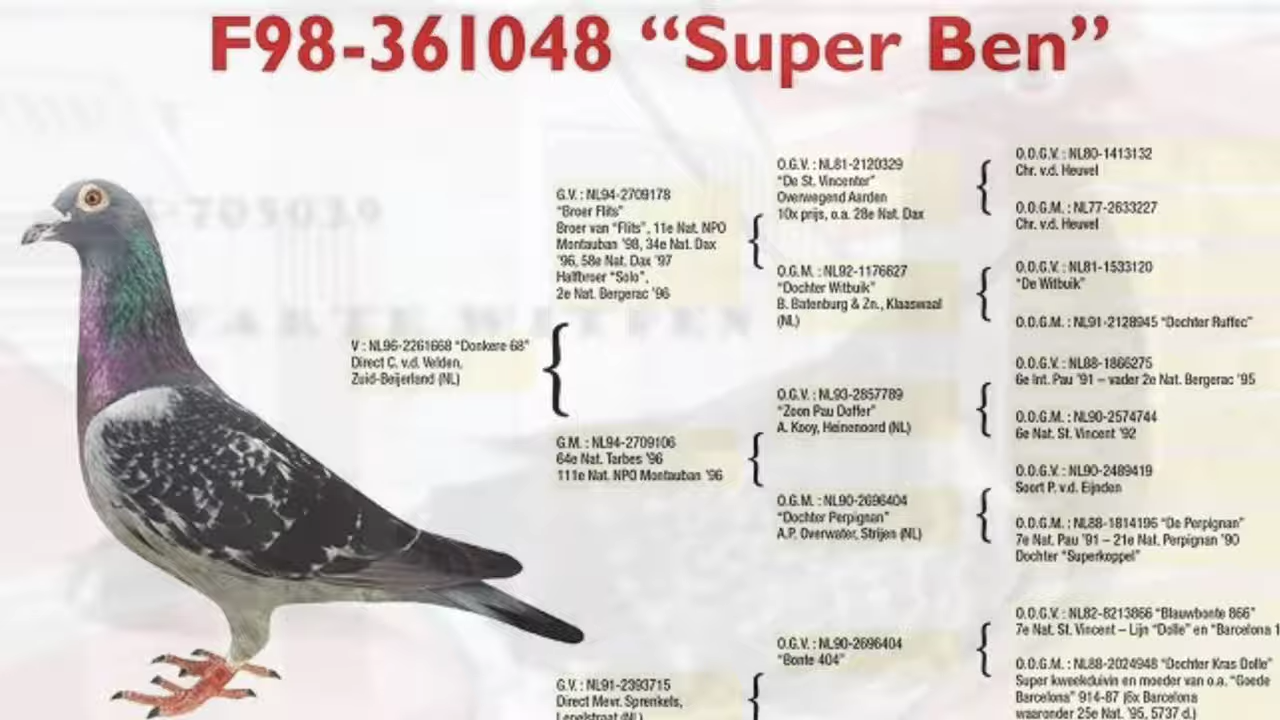 F98-361048 “Super Ben”
V : NL96-2261668 “Donkere 68”
Direct C. v.d. Velden,
Zuid-Beijerland (NL)
G.V. : NL94-2709178
“Broer Flits”
Broer van “Flits”, 11e Nat. NPO
Montauban ’98, 34e Nat. Dax
’96, 58e Nat. Dax ’97
Halfbroer “Solo”,
2e Nat. Bergerac ’96
G.M. : NL94-2709106
64e Nat. Tarbes ’96
111e Nat. NPO Montauban ’96
G.V. : NL91-2393715
Direct Mevr. Sprenkels,
Lepelstraat (NL)
O.G.V. : NL81-2120329
“De St. Vincenter”
Overwegend Aarden
10x prijs, o.a. 28e Nat. Dax
O.G.M. : NL92-1176627
“Dochter Witbuik”
B. Batenburg & Zn., Klaaswaal
(NL)
O.G.V. : NL93-2857789
“Zoon Pau Doffer”
A. Kooy, Heinenoord (NL)
O.G.M. : NL90-2696404
“Dochter Perpignan”
A.P. Overwater, Strijen (NL)
O.G.V. : NL90-2696404
“Bonte 404”
O.O.G.V. : NL80-1413132
Chr. v.d. Heuvel
O.O.G.M. : NL77-2633227
Chr. v.d. Heuvel
O.O.G.V. : NL81-1533120
“De Witbuik”
O.O.G.M. : NL91-2128945 “Dochter Ruffec”
O.O.G.V. : NL88-1866275
6e Int. Pau ’91 – vader 2e Nat. Bergerac ’95
O.O.G.M. : NL90-2574744
6e Nat. St. Vincent ’92
O.O.G.V. : NL90-2489419
Soort P. v.d. Eijnden
O.O.G.M. : NL88-1814196 “De Perpignan”
7e Nat. Pau ’91 – 21e Nat. Perpignan ’90
Dochter “Superkoppel”
O.O.G.V. : NL82-8213866 “Blauwbonte 866”
7e Nat. St. Vincent – Lijn “Dolle” en “Barcelona 1
O.O.G.M. : NL88-2024948 “Dochter Kras Dolle”
Super kweekduivin en moeder van o.a. “Goede
Barcelona” 914-87 (6x Barcelona
waaronder 25e Nat. ’95, 5737 d.)